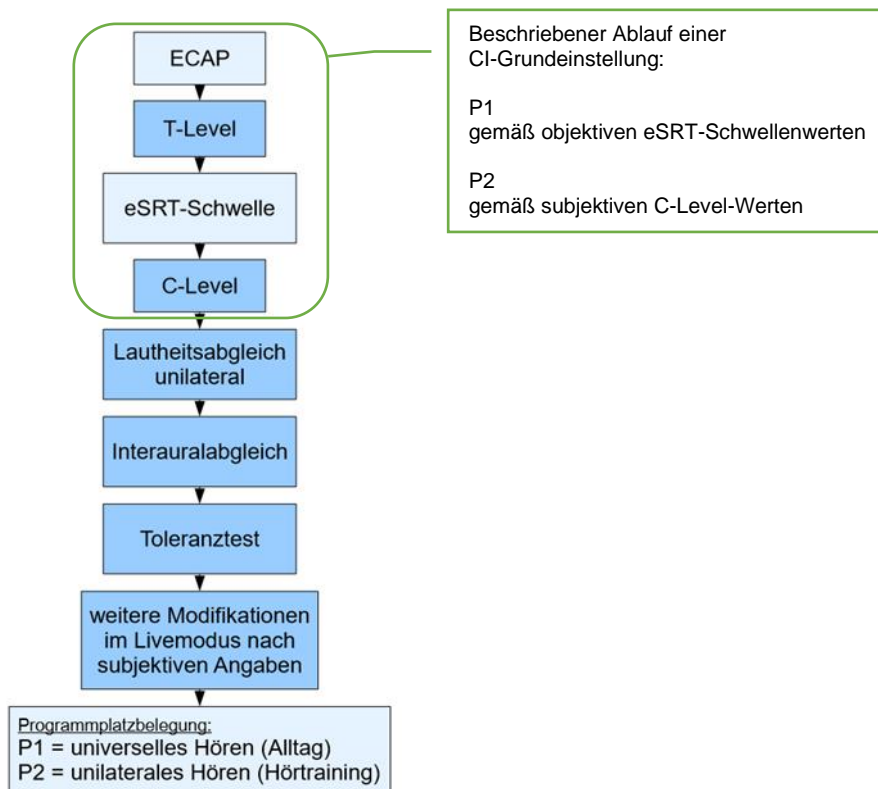 ECAP
T-Level
eSRT-Schwelle
C-Level
Lautheitsabgleich
unilateral
Interauralabgleich
Toleranztest
weitere Modifikationen
im Livemodus nach
subjektiven Angaben
Programmplatzbelegung:
P1 = universelles Hören (Alltag)
P2 = unilaterales Hören (Hörtraining)
Beschriebener Ablauf einer
CI-Grundeinstellung:
P1
gemäß objektiven eSRT-Schwellenwerten
P2
gemäß subjektiven C-Level-Werten